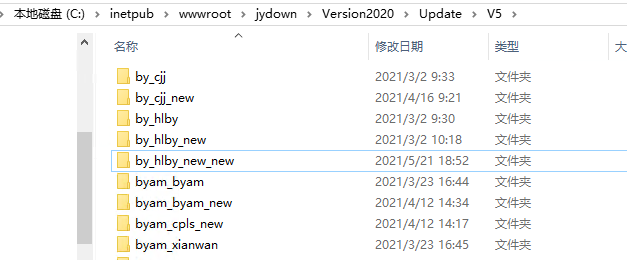 本地磁盘 (C:) > inetpub > wwwroot > jydown > Version2020 > Update > V5 >
名称 修改日期 类型 大
by_cjj 2021/3/2 9:33 文件夹
by_cjj_new 2021/4/16 9:21 文件夹
by_hlby 2021/3/2 9:30 文件夹
by_hlby_new 2021/3/2 10:18 文件夹
by_hlby_new_new 2021/5/21 18:52 文件夹
byam_byam 2021/3/23 16:44 文件夹
byam_byam_new 2021/4/12 14:34 文件夹
byam_cpls_new 2021/4/12 14:17 文件夹
byam_xianwan 2021/3/23 16:45 文件夹